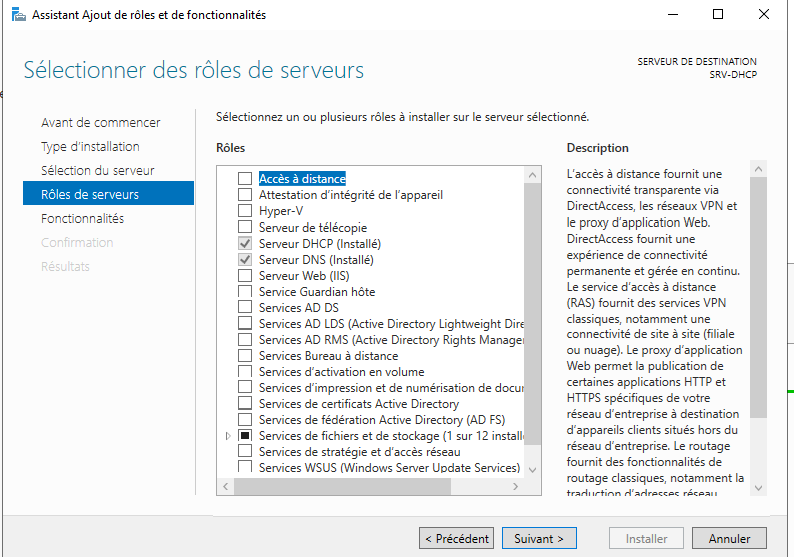 Assistant Ajout de rôles et de fonctionnalités
Sélectionner des rôles de serveurs
SERVEUR DE DESTINATION
SRV-DHCP
Avant de commencer
Type d'installation
Sélection du serveur
Rôles de serveurs
Fonctionnalités
Confirmation
Résultats
Sélectionnez un ou plusieurs rôles à installer sur le serveur sélectionné.
Rôles
Accès à distance
Attestation d'intégrité de l'appareil
Hyper-V
Serveur de télécopie
Serveur DHCP (Installé)
Serveur DNS (Installé)
Serveur Web (IIS)
Service Guardian hôte
Services AD DS
Services AD LDS (Active Directory Lightweight Dire
Services AD RMS (Active Directory Rights Manager
Services Bureau à distance
Services d'activation en volume
Services d'impression et de numérisation de docu
Services de certificats Active Directory
Services de fédération Active Directory (AD FS)
Services de fichiers et de stockage (1 sur 12 install
Services de stratégie et d'accès réseau
Services WSUS (Windows Server Update Services)
Description
L'accès à distance fournit une
connectivité transparente via
DirectAccess, les réseaux VPN et
le proxy d'application Web.
DirectAccess fournit une
expérience de connectivité
permanente et gérée en continu.
Le service d'accès à distance
(RAS) fournit des services VPN
classiques, notamment une
connectivité de site à site (filiale
ou nuage). Le proxy d'application
Web permet la publication de
certaines applications HTTP et
HTTPS spécifiques de votre
réseau d'entreprise à destination
d'appareils clients situés hors du
réseau d'entreprise. Le routage
fournit des fonctionnalités de
routage classiques, notamment la
traduction d'adresses réseau
< Précédent
Suivant >
Installer
Annuler